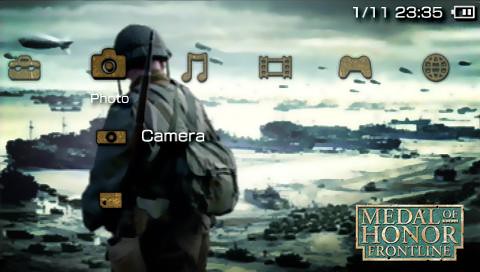 1/11 23:35
Photo
Camera
MEDAL OF
HONOR
FRONTLINE